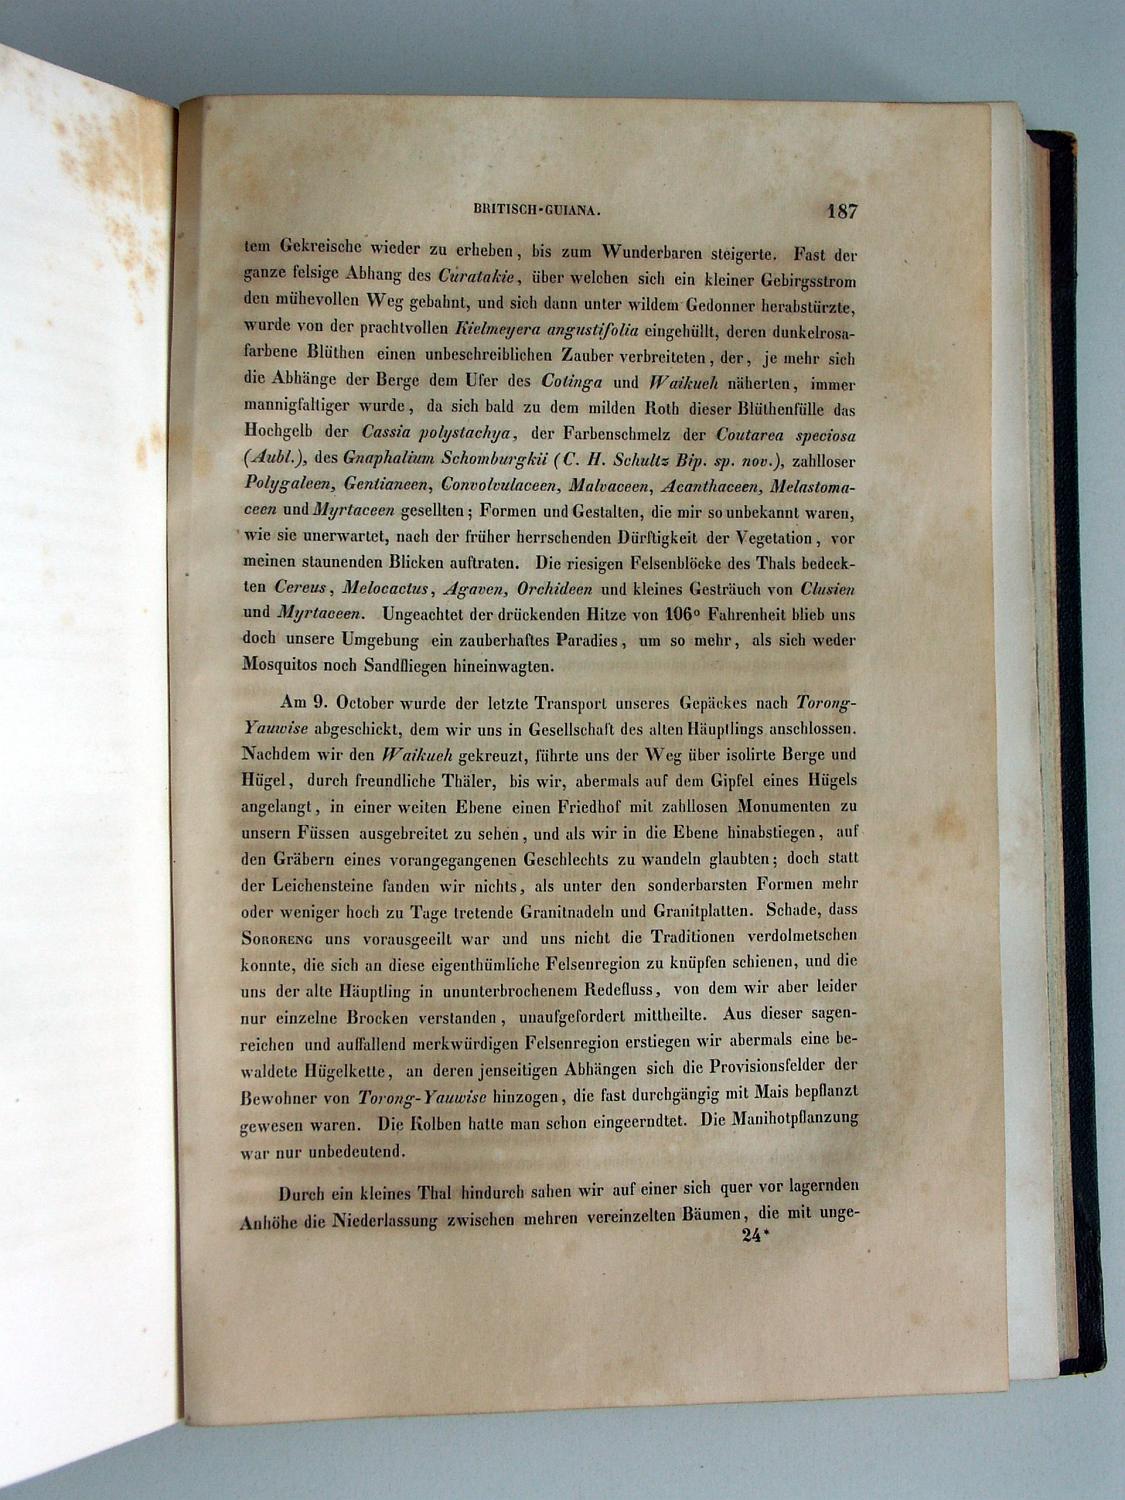 BRITISCH-GUIANA. 187
tem Gekreische wieder zu erheben, bis zum Wunderbaren steigerte. Fast der
ganze felsige Abhang des Curatakie, über welchen sich ein kleiner Gebirgsstrom
den mühevollen Weg gebahnt, und sich dann unter wildem Gedonner herabstürzte,
wurde von der prachtvollen Kielmeyera angustifolia eingehüllt, deren dunkelrosa-
farbene Blüthen einen unbeschreiblichen Zauber verbreiteten, der, je mehr sich
die Abhänge der Berge dem Ufer des Cotinga und Waikueh näherten, immer
mannigfaltiger wurde, da sich bald zu dem milden Roth dieser Blüthenfülle das
Hochgelb der Cassia polystachya, der Farbenschmelz der Coutarea speciosa
(Aubl.), des Gnaphalium Schomburgkii (C. H. Schultz Bip. sp. nov.), zahlloser
Polygaleen, Gentianeen, Convolvulaceen, Malvaceen, Acanthaceen, Melastoma-
ceen und Myrtaceen gesellten; Formen und Gestalten, die mir so unbekannt waren,
wie sie unerwartet, nach der früher herrschenden Dürftigkeit der Vegetation, vor
meinen staunenden Blicken auftraten. Die riesigen Felsenblöcke des Thals bedeck-
ten Cereus, Melocactus, Agaven, Orchideen und kleines Gesträuch von Clusien
und Myrtaceen. Ungeachtet der drückenden Hitze von 106° Fahrenheit blieb uns
doch unsere Umgebung ein zauberhaftes Paradies, um so mehr, als sich weder
Mosquitos noch Sandfliegen hineinwagten.
Am 9. October wurde der letzte Transport unseres Gepäckes nach Torong-
Yauwise abgeschickt, dem wir uns in Gesellschaft des alten Häuptlings anschlossen.
Nachdem wir den Waikueh gekreuzt, führte uns der Weg über isolirte Berge und
Hügel, durch freundliche Thäler, bis wir, abermals auf dem Gipfel eines Hügels
angelangt, in einer weiten Ebene einen Friedhof mit zahllosen Monumenten zu
unsern Füssen ausgebreitet zu sehen, und als wir in die Ebene hinabstiegen, auf
den Gräbern eines vorangegangenen Geschlechts zu wandeln glaubten; doch statt
der Leichensteine fanden wir nichts, als unter den sonderbarsten Formen mehr
oder weniger hoch zu Tage tretende Granitnadeln und Granitplatten. Schade, dass
SORORENG uns vorausgeeilt war und uns nicht die Traditionen verdolmetschen
konnte, die sich an diese eigenthümliche Felsenregion zu knüpfen schienen, und die
uns der alte Häuptling in ununterbrochenem Redefluss, von dem wir aber leider
nur einzelne Brocken verstanden, unaufgefordert mittheilte. Aus dieser sagen-
reichen und auffallend merkwürdigen Felsenregion erstiegen wir abermals eine be-
waldete Hügelkette, an deren jenseitigen Abhängen sich die Provisionsfelder der
Bewohner von Torong-Yauwise hinzogen, die fast durchgängig mit Mais bepflanzt
gewesen waren. Die Kolben hatte man schon eingeerndtet. Die Manihotpflanzung
war nur unbedeutend.
Durch ein kleines Thal hindurch sahen wir auf einer sich quer vor lagernden
Anhöhe die Niederlassung zwischen mehren vereinzelten Bäumen, die mit unge-
24*